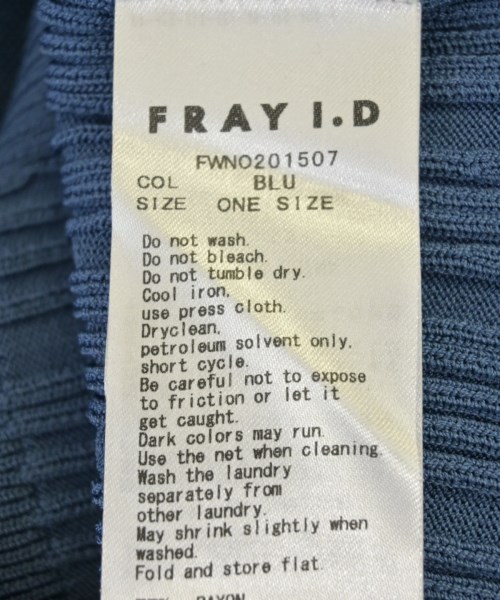 FRAY I.D
FWNO201507
COL BLU
SIZE ONE SIZE
Do not wash.
Do not bleach.
Do not tumble dry.
Cool iron,
use press cloth.
Dryclean,
petroleum solvent only,
short cycle.
Be careful not to expose
to friction or let it
get caught.
Dark colors may run.
Use the net when cleaning.
Wash the laundry
separately from
other laundry.
May shrink slightly when
washed.
Fold and store flat.